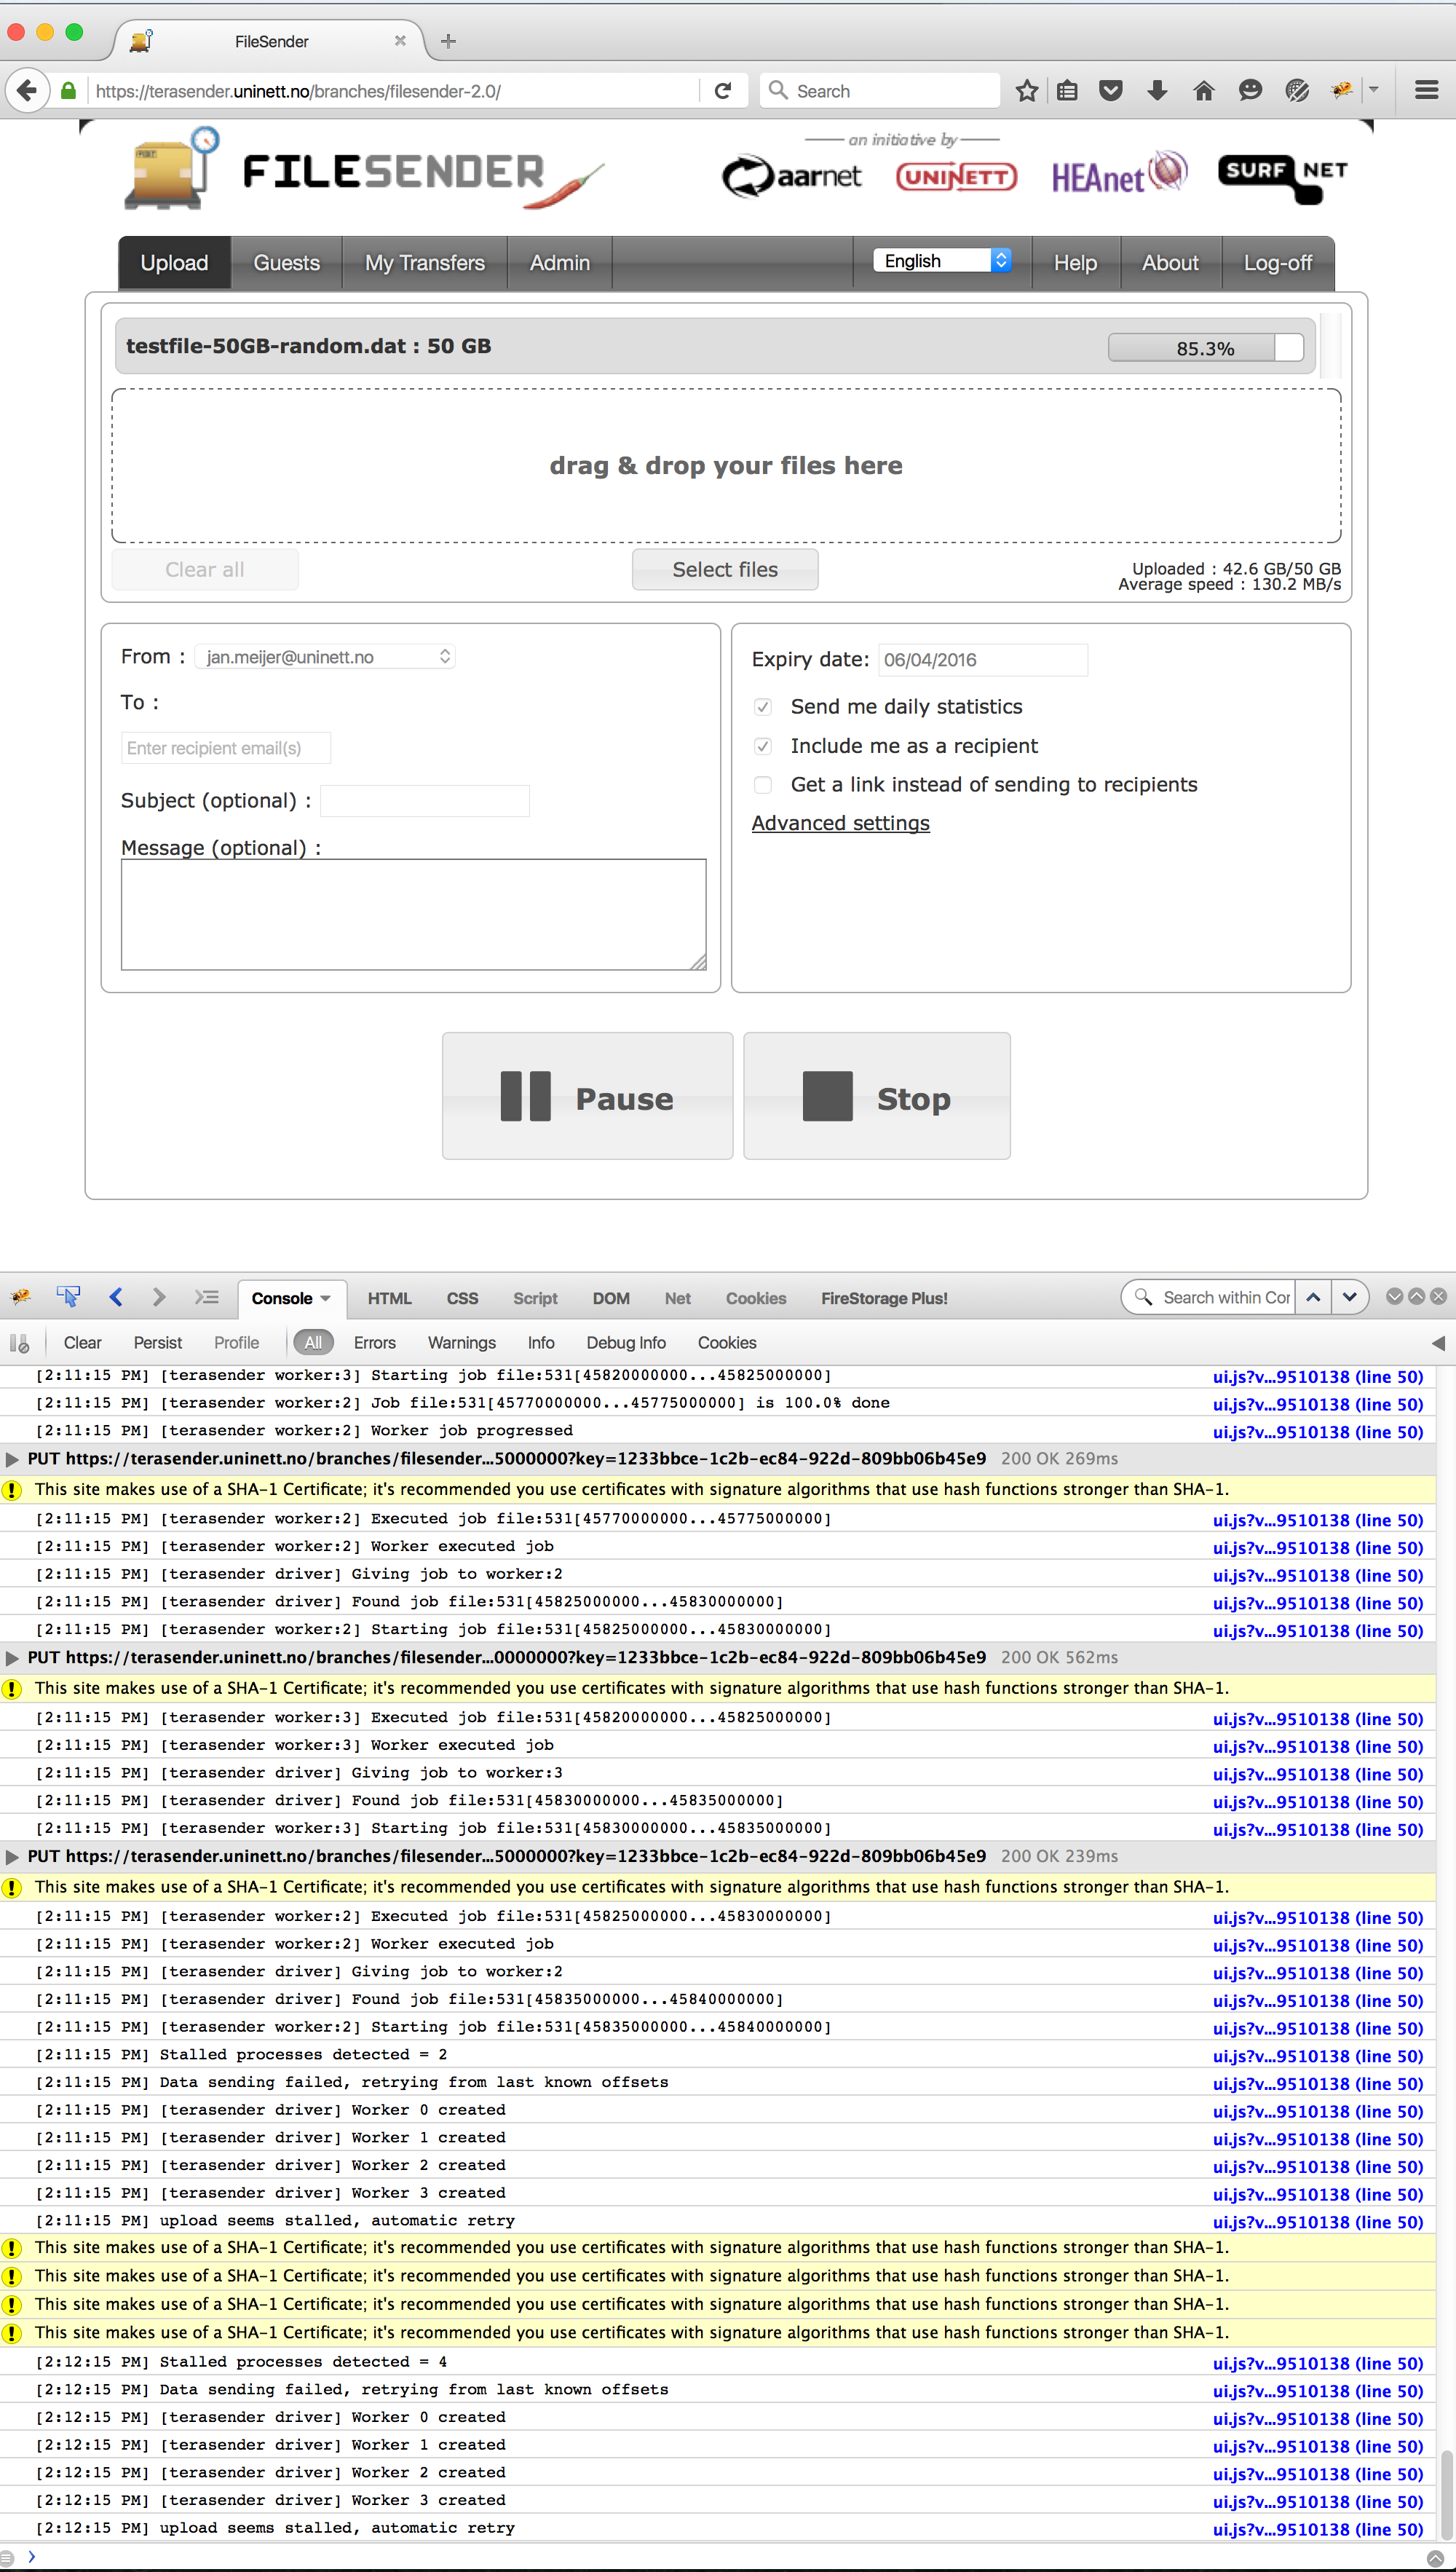 FileSender
https://terasender.uninett.no/branches/filesender-2.0/
Search
FILESENDER
an initiative by
aarnet
UNINETT
HEAnet
SURF NET
Upload
Guests
My Transfers
Admin
English
Help
About
Log-off
testfile-50GB-random.dat : 50 GB
85.3%
drag & drop your files here
Clear all
Select files
Uploaded : 42.6 GB/50 GB
Average speed : 130.2 MB/s
From : jan.meijer@uninett.no
To :
Enter recipient email(s)
Subject (optional) :
Message (optional) :
Expiry date: 06/04/2016
Send me daily statistics
Include me as a recipient
Get a link instead of sending to recipients
Advanced settings
Pause
Stop
Console HTML CSS Script DOM Net Cookies FireStorage Plus! Search within Cor
Clear Persist Profile All Errors Warnings Info Debug Info Cookies
[2:11:15 PM] [terasender worker:3] Starting job file:531[45820000000...45825000000] ui.js?v...9510138 (line 50)
[2:11:15 PM] [terasender worker:2] Job file:531[45770000000...45775000000] is 100.0% done ui.js?v...9510138 (line 50)
[2:11:15 PM] [terasender worker:2] Worker job progressed ui.js?v...9510138 (line 50)
PUT https://terasender.uninett.no/branches/filesender...5000000?key=1233bbce-1c2b-ec84-922d-809bb06b45e9 200 OK 269ms
This site makes use of a SHA-1 Certificate; it's recommended you use certificates with signature algorithms that use hash functions stronger than SHA-1.
[2:11:15 PM] [terasender worker:2] Executed job file:531[45770000000...45775000000] ui.js?v...9510138 (line 50)
[2:11:15 PM] [terasender worker:2] Worker executed job ui.js?v...9510138 (line 50)
[2:11:15 PM] [terasender driver] Giving job to worker:2 ui.js?v...9510138 (line 50)
[2:11:15 PM] [terasender driver] Found job file:531[45825000000...45830000000] ui.js?v...9510138 (line 50)
[2:11:15 PM] [terasender worker:2] Starting job file:531[45825000000...45830000000] ui.js?v...9510138 (line 50)
PUT https://terasender.uninett.no/branches/filesender...0000000?key=1233bbce-1c2b-ec84-922d-809bb06b45e9 200 OK 562ms
This site makes use of a SHA-1 Certificate; it's recommended you use certificates with signature algorithms that use hash functions stronger than SHA-1.
[2:11:15 PM] [terasender worker:3] Executed job file:531[45820000000...45825000000] ui.js?v...9510138 (line 50)
[2:11:15 PM] [terasender worker:3] Worker executed job ui.js?v...9510138 (line 50)
[2:11:15 PM] [terasender driver] Giving job to worker:3 ui.js?v...9510138 (line 50)
[2:11:15 PM] [terasender driver] Found job file:531[45830000000...45835000000] ui.js?v...9510138 (line 50)
[2:11:15 PM] [terasender worker:3] Starting job file:531[45830000000...45835000000] ui.js?v...9510138 (line 50)
PUT https://terasender.uninett.no/branches/filesender...5000000?key=1233bbce-1c2b-ec84-922d-809bb06b45e9 200 OK 239ms
This site makes use of a SHA-1 Certificate; it's recommended you use certificates with signature algorithms that use hash functions stronger than SHA-1.
[2:11:15 PM] [terasender worker:2] Executed job file:531[45825000000...45830000000] ui.js?v...9510138 (line 50)
[2:11:15 PM] [terasender worker:2] Worker executed job ui.js?v...9510138 (line 50)
[2:11:15 PM] [terasender driver] Giving job to worker:2 ui.js?v...9510138 (line 50)
[2:11:15 PM] [terasender driver] Found job file:531[45835000000...45840000000] ui.js?v...9510138 (line 50)
[2:11:15 PM] [terasender worker:2] Starting job file:531[45835000000...45840000000] ui.js?v...9510138 (line 50)
[2:11:15 PM] Stalled processes detected = 2 ui.js?v...9510138 (line 50)
[2:11:15 PM] Data sending failed, retrying from last known offsets ui.js?v...9510138 (line 50)
[2:11:15 PM] [terasender driver] Worker 0 created ui.js?v...9510138 (line 50)
[2:11:15 PM] [terasender driver] Worker 1 created ui.js?v...9510138 (line 50)
[2:11:15 PM] [terasender driver] Worker 2 created ui.js?v...9510138 (line 50)
[2:11:15 PM] [terasender driver] Worker 3 created ui.js?v...9510138 (line 50)
[2:11:15 PM] upload seems stalled, automatic retry ui.js?v...9510138 (line 50)
This site makes use of a SHA-1 Certificate; it's recommended you use certificates with signature algorithms that use hash functions stronger than SHA-1.
This site makes use of a SHA-1 Certificate; it's recommended you use certificates with signature algorithms that use hash functions stronger than SHA-1.
This site makes use of a SHA-1 Certificate; it's recommended you use certificates with signature algorithms that use hash functions stronger than SHA-1.
This site makes use of a SHA-1 Certificate; it's recommended you use certificates with signature algorithms that use hash functions stronger than SHA-1.
[2:12:15 PM] Stalled processes detected = 4 ui.js?v...9510138 (line 50)
[2:12:15 PM] Data sending failed, retrying from last known offsets ui.js?v...9510138 (line 50)
[2:12:15 PM] [terasender driver] Worker 0 created ui.js?v...9510138 (line 50)
[2:12:15 PM] [terasender driver] Worker 1 created ui.js?v...9510138 (line 50)
[2:12:15 PM] [terasender driver] Worker 2 created ui.js?v...9510138 (line 50)
[2:12:15 PM] [terasender driver] Worker 3 created ui.js?v...9510138 (line 50)
[2:12:15 PM] upload seems stalled, automatic retry ui.js?v...9510138 (line 50)